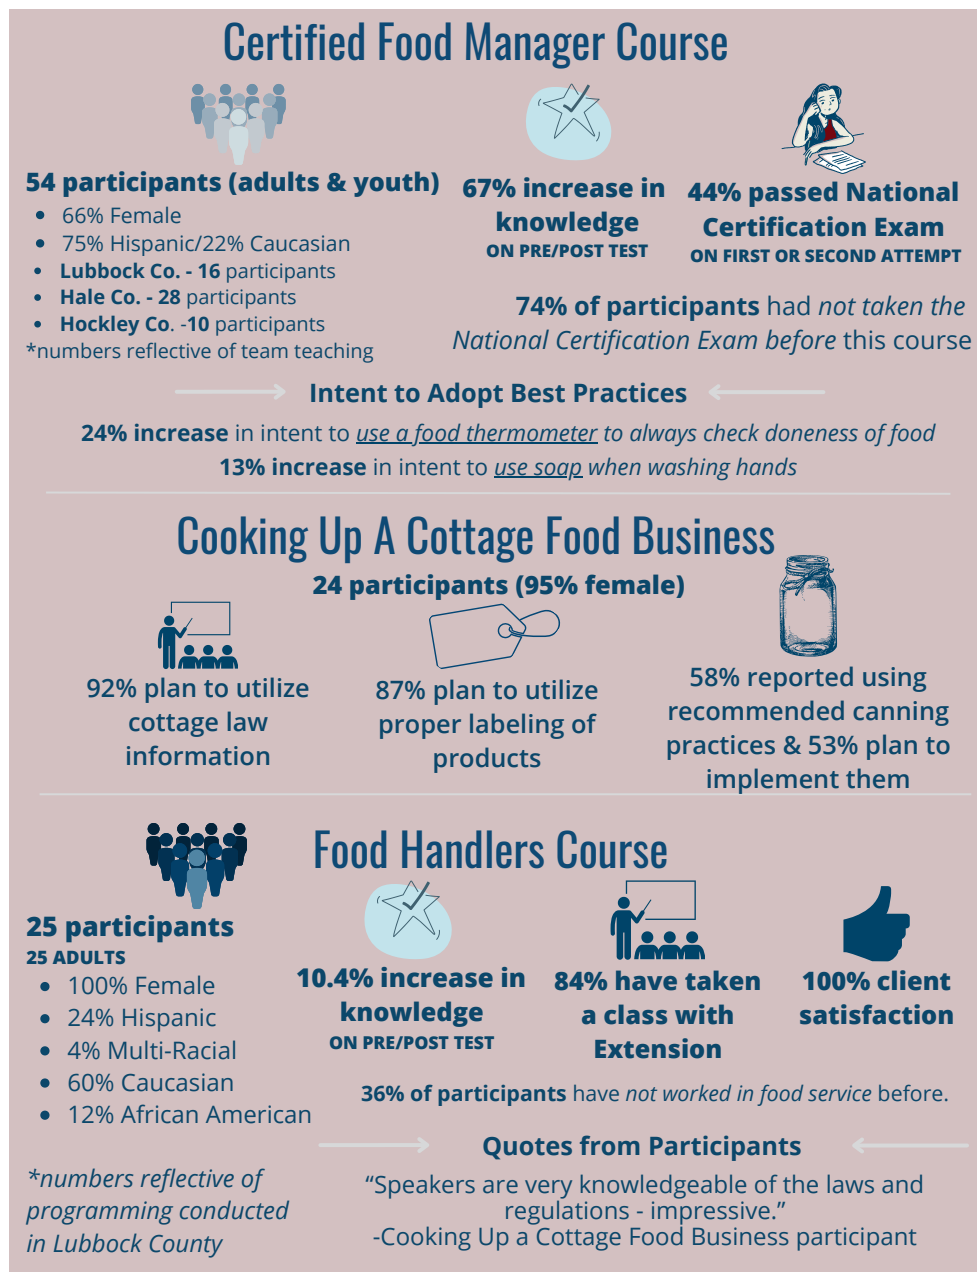 Certified Food Manager Course
54 participants (adults & youth)
• 66% Female
• 75% Hispanic/22% Caucasian
• Lubbock Co. - 16 participants
• Hale Co. - 28 participants
• Hockley Co. -10 participants
*numbers reflective of team teaching
67% increase in
knowledge
ON PRE/POST TEST
44% passed National
Certification Exam
ON FIRST OR SECOND ATTEMPT
74% of participants had not taken the
National Certification Exam before this course
Intent to Adopt Best Practices
24% increase in intent to use a food thermometer to always check doneness of food
13% increase in intent to use soap when washing hands
Cooking Up A Cottage Food Business
24 participants (95% female)
92% plan to utilize
cottage law
information
87% plan to utilize
proper labeling of
products
58% reported using
recommended canning
practices & 53% plan to
implement them
Food Handlers Course
25 participants
25 ADULTS
• 100% Female
• 24% Hispanic
• 4% Multi-Racial
• 60% Caucasian
• 12% African American
*numbers reflective of
programming conducted
in Lubbock County
10.4% increase in
knowledge
ON PRE/POST TEST
84% have taken
a class with
Extension
100% client
satisfaction
36% of participants have not worked in food service before.
Quotes from Participants
“Speakers are very knowledgeable of the laws and
regulations - impressive.”
-Cooking Up a Cottage Food Business participant